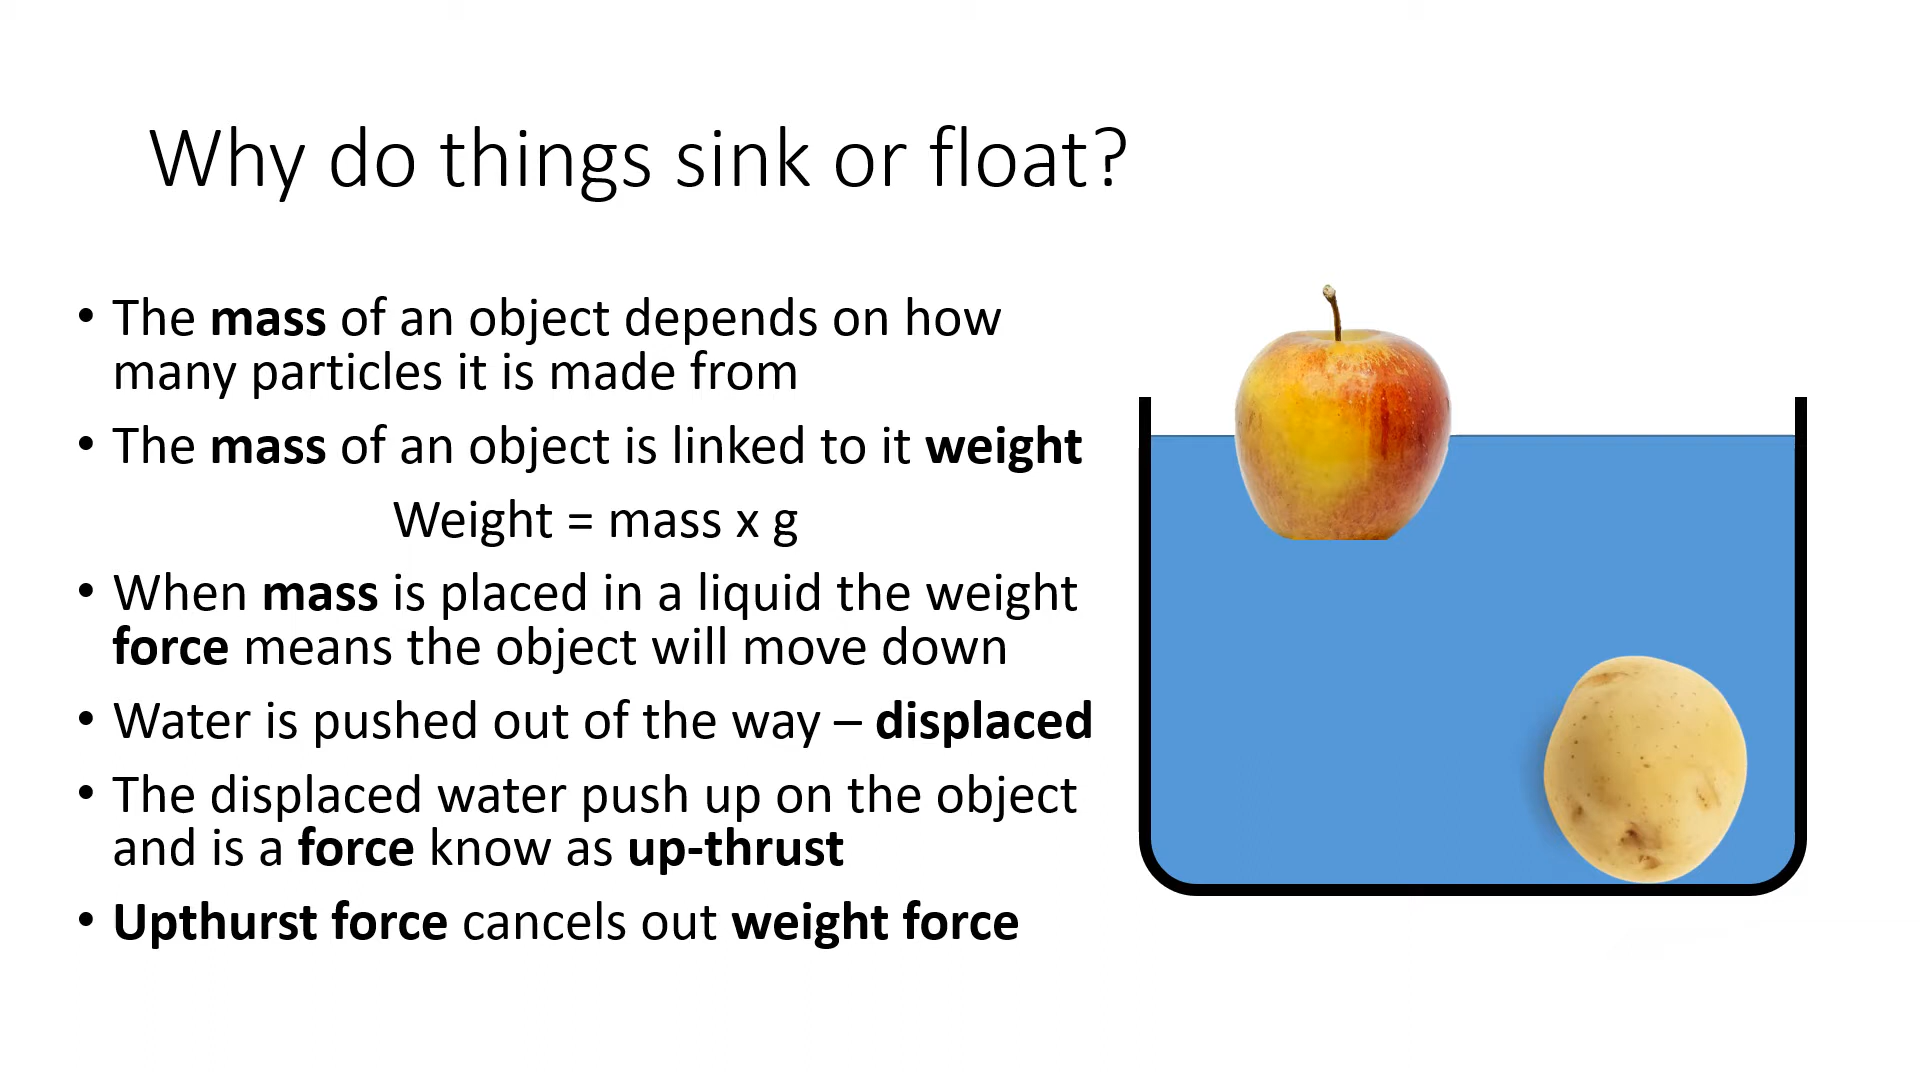 Why do things sink or float?
• The mass of an object depends on how
many particles it is made from
• The mass of an object is linked to it weight
Weight = mass x g
• When mass is placed in a liquid the weight
force means the object will move down
• Water is pushed out of the way – displaced
• The displaced water push up on the object
and is a force know as up-thrust
• Upthurst force cancels out weight force